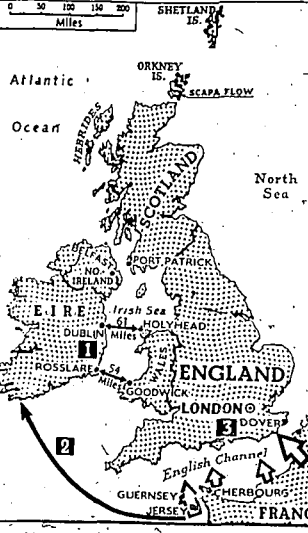 0 50 100 150 200
Miles
SHETLAND
IS.
ORKNEY
IS.
SCAPA FLOW
Atlantic
Ocean
HEBRIDES
North
Sea
SCOTLAND
BELFAST
PORT PATRICK
NO.
IRELAND
EIRE
Irish Sea
61
DUBLIN
HOLYHEAD
Miles
1
ROSSLARE
54
Miles
WALES
GOODWICK
ENGLAND
LONDON
3
DOVER
2
English Channel
GUERNSEY
CHERBOURG
JERSEY
FRANC